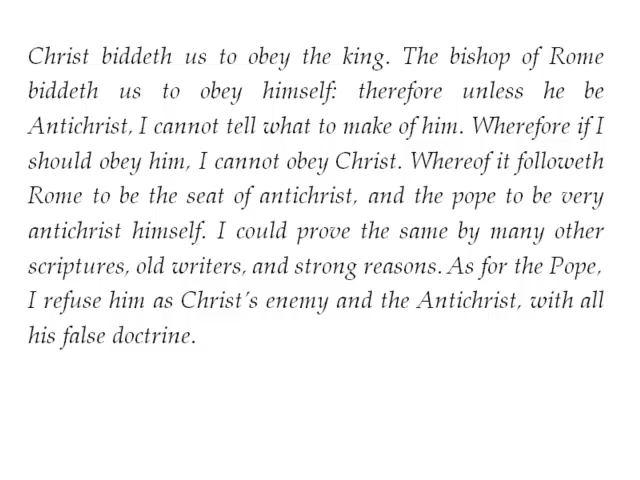 Christ biddeth us to obey the king. The bishop of Rome
biddeth us to obey himself: therefore unless he be
Antichrist, I cannot tell what to make of him. Wherefore if I
should obey him, I cannot obey Christ. Whereof it followeth
Rome to be the seat of antichrist, and the pope to be very
antichrist himself. I could prove the same by many other
scriptures, old writers, and strong reasons. As for the Pope,
I refuse him as Christ's enemy and the Antichrist, with all
his false doctrine.